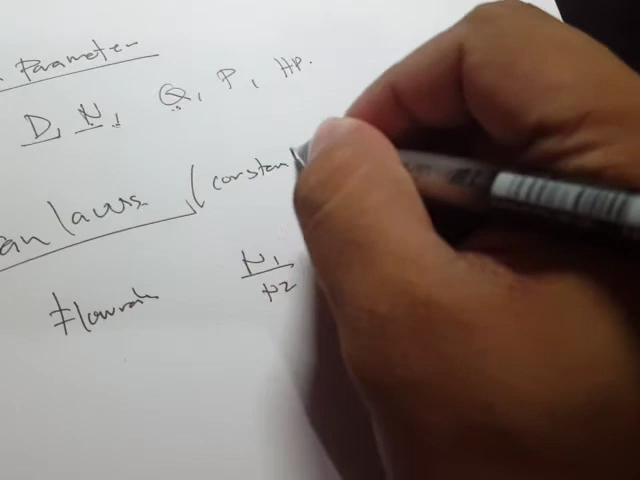 Parameter
D, N, Q, P, HP.
an laws (constan
Flowrate
N1
N2